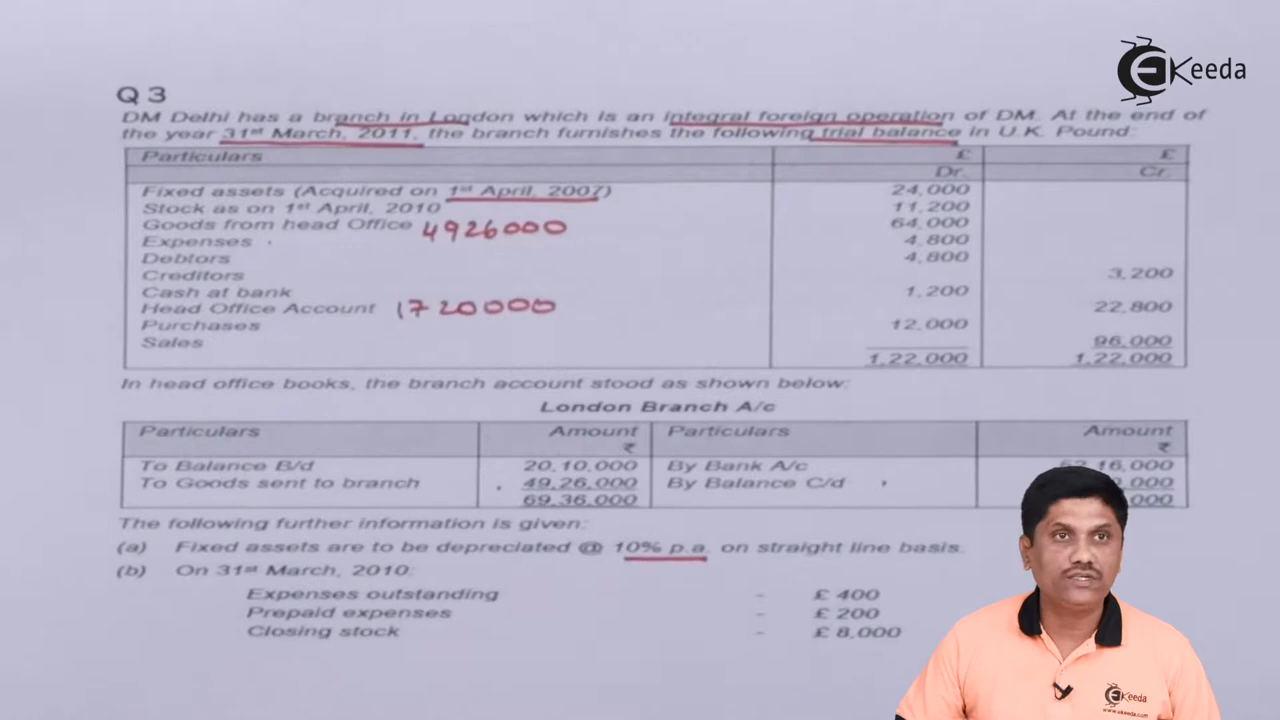 Keeda
Q 3
DM Delhi has a branch in London which is an integral foreign operation of DM. At the end of
the year 31st March, 2011, the branch furnishes the following trial balance in U.K. Pound:
Particulars £ £
Dr. Cr.
Fixed assets (Acquired on 1st April, 2007) 24,000
Stock as on 1st April, 2010 11,200
Goods from head Office 4926000 64,000
Expenses 4,800
Debtors 4,800
Creditors 3,200
Cash at bank 1,200
Head Office Account 1720000 22,800
Purchases 12,000
Sales 96,000
1,22,000 1,22,000
In head office books, the branch account stood as shown below:
London Branch A/c
Particulars Amount Particulars Amount
₹ ₹
To Balance B/d 20,10,000 By Bank A/c 16,000
To Goods sent to branch 49,26,000 By Balance C/d
69,36,000
The following further information is given:
(a) Fixed assets are to be depreciated @ 10% p.a. on straight line basis.
(b) On 31st March, 2010:
Expenses outstanding - £ 400
Prepaid expenses - £ 200
Closing stock - £ 8,000
Keeda
www.ekeeda.com